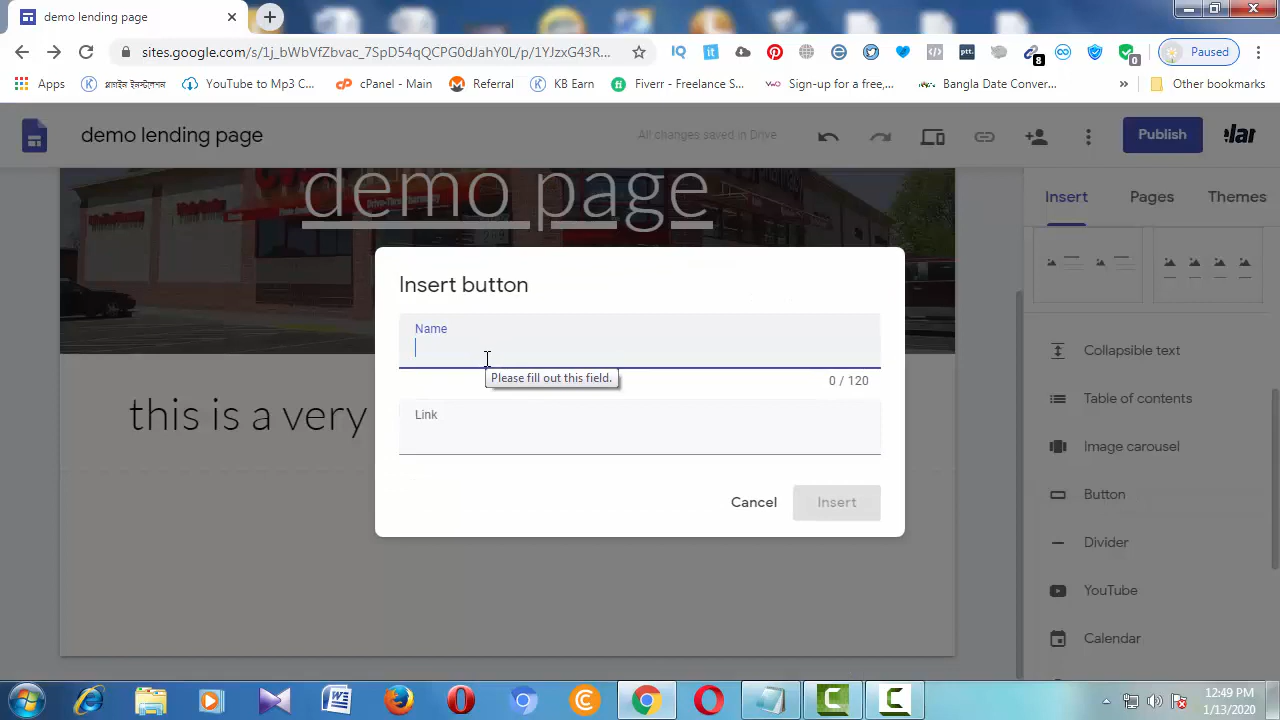 demo lending page
sites.google.com/s/1j_bWbVfZbvac_7SpD54qQCPG0dJahY0L/p/1YJzxG43R...
ptt.
8
0
Paused
Apps
YouTube to Mp3 C...
cPanel - Main
Referral
KB Earn
Fiverr - Freelance S...
Sign-up for a free,...
Bangla Date Conver...
»
Other bookmarks
demo lending page
All changes saved in Drive
Publish
Insert
Pages
Themes
demo page
this is a very
Insert button
Name
Please fill out this field.
0 / 120
Link
Cancel
Insert
Collapsible text
Table of contents
Image carousel
Button
Divider
YouTube
Calendar
12:49 PM
1/13/2020